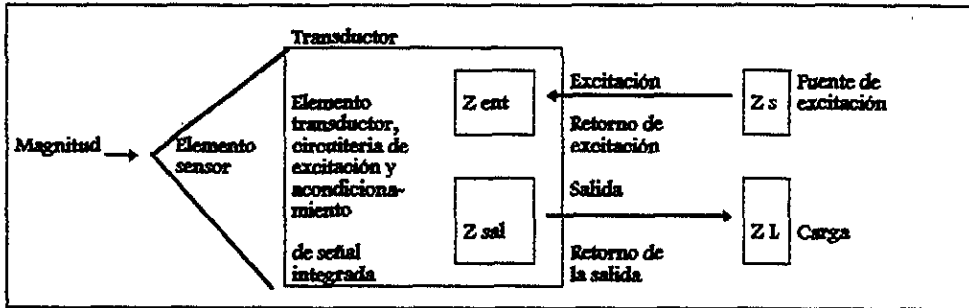 Transductor
Magnitud
Elemento
sensor
Elemento
transductor,
circuiteria de
excitación y
acondiciona-
miento
de señal
integrada
Z ent
Z sal
Excitación
Retorno de
excitación
Salida
Retorno de
la salida
Z s
Fuente de
excitación
Z L
Carga